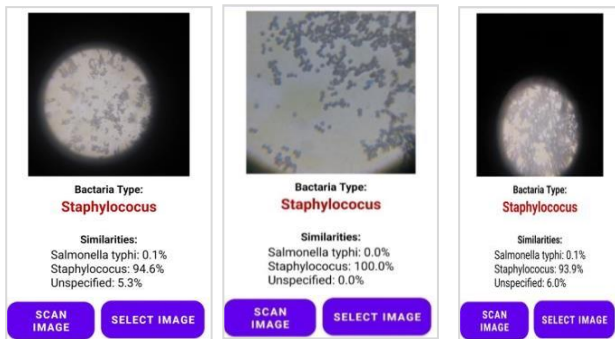 Bactaria Type:
Staphylococus
Similarities:
Salmonella typhi: 0.1%
Staphylococus: 94.6%
Unspecified: 5.3%
SCAN
IMAGE
SELECT IMAGE
Bactaria Type:
Staphylococus
Similarities:
Salmonella typhi: 0.0%
Staphylococus: 100.0%
Unspecified: 0.0%
SCAN
IMAGE
SELECT IMAGE
Bactaria Type:
Staphylococus
Similarities:
Salmonella typhi: 0.1%
Staphylococus: 93.9%
Unspecified: 6.0%
SCAN
IMAGE
SELECT IMAGE